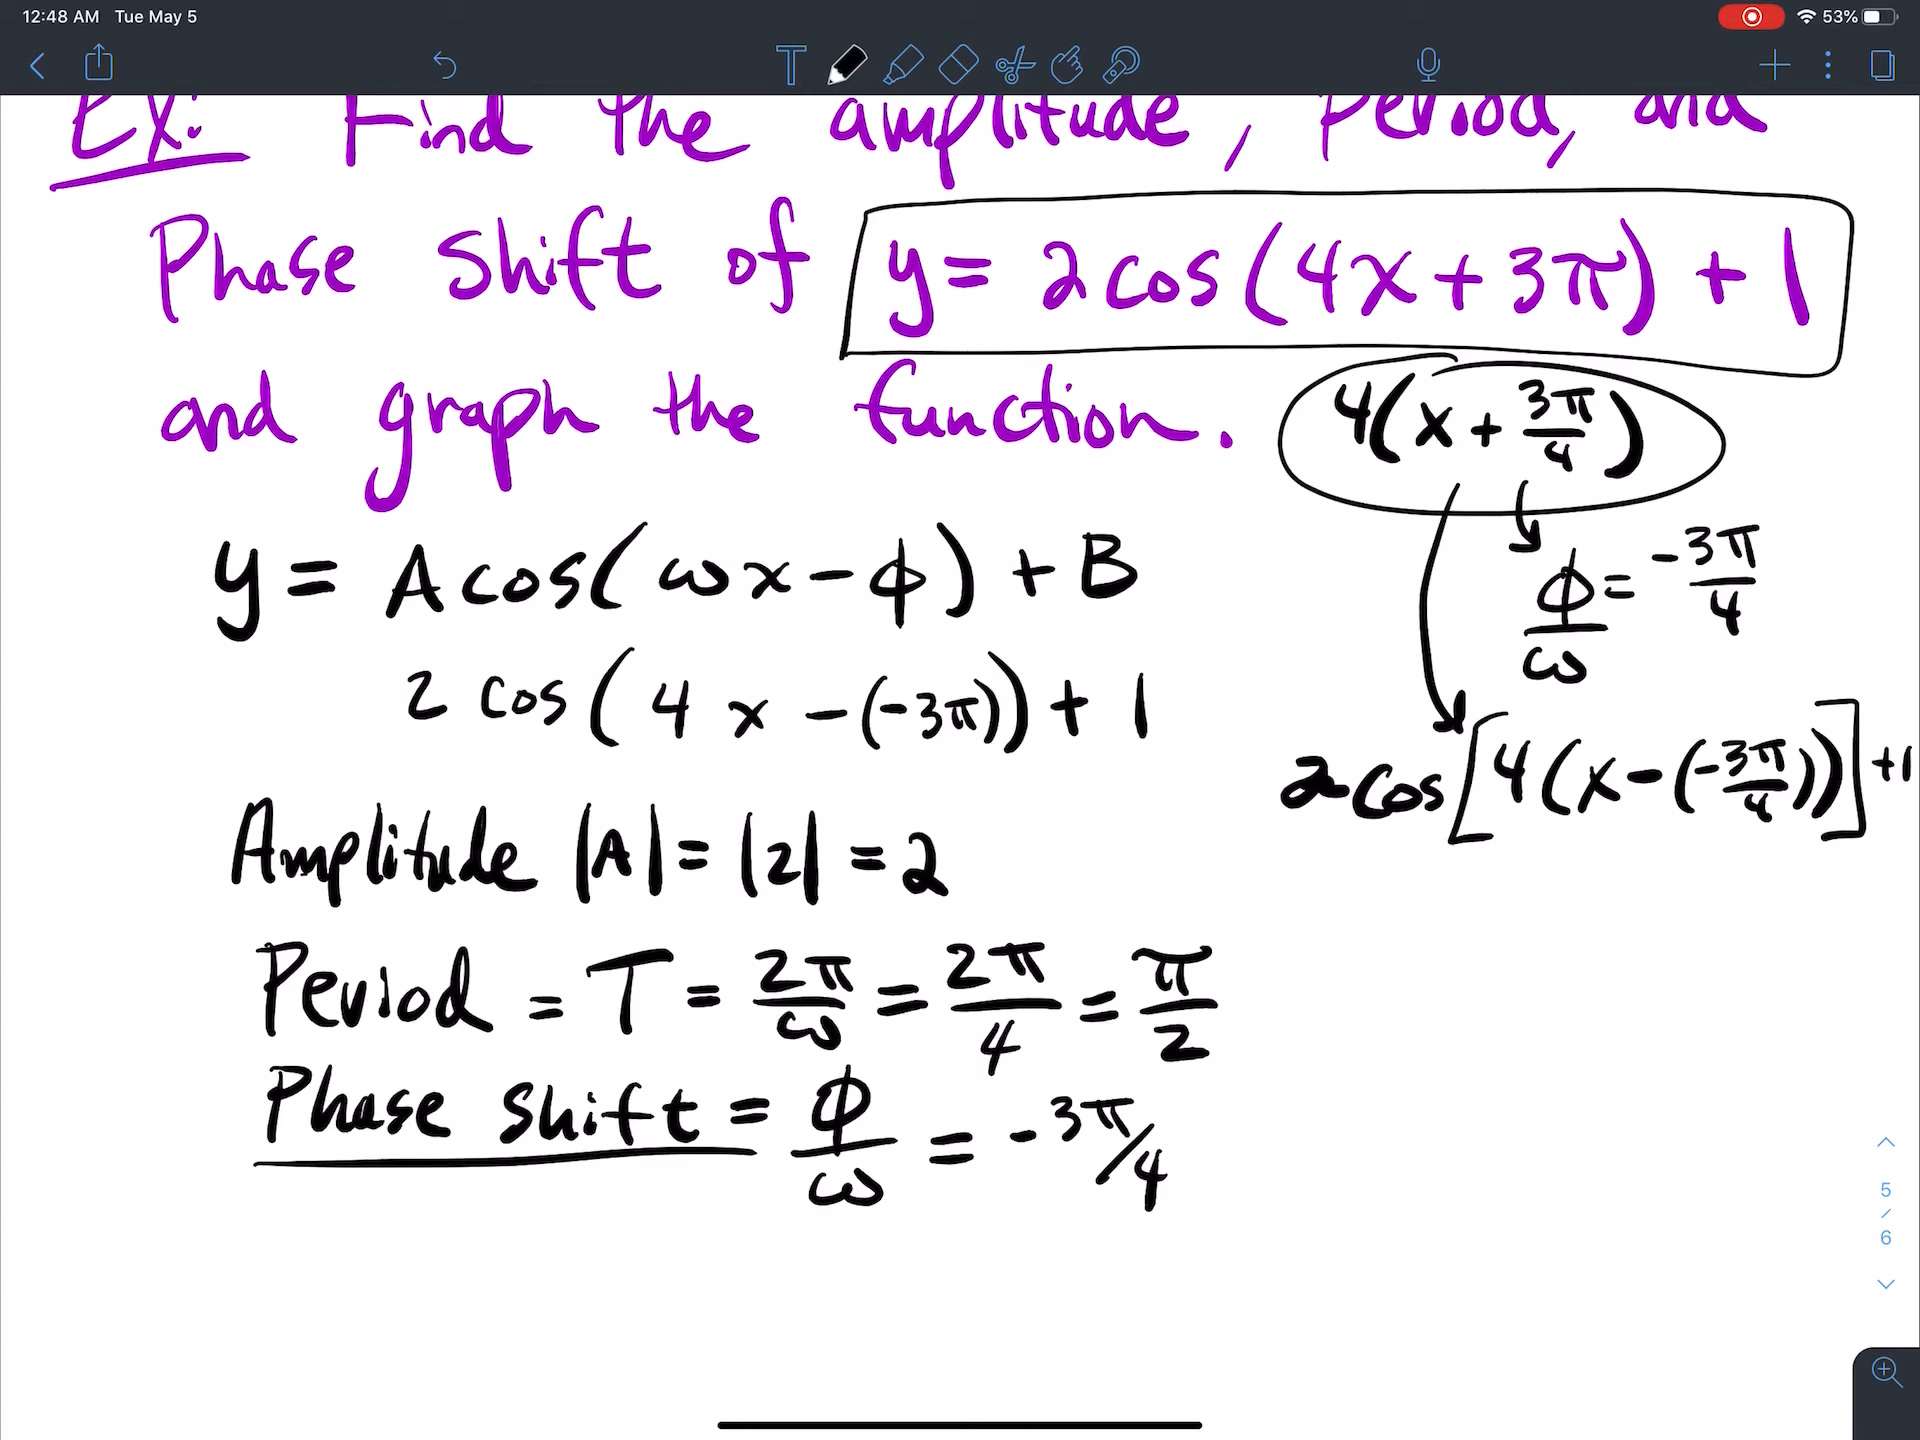 12:48 AM Tue May 5
53%
Ex: Find the amplitude, Period, and
Phase shift of y = 2cos(4x+3π) + 1
and graph the function.
4(x + 3π/4)
y = A cos(ωx - ϕ) + B
ϕ/ω = -3π/4
2 cos(4x - (-3π)) + 1
2cos[4(x - (-3π/4))] +1
Amplitude |A| = |2| = 2
Period = T = 2π/ω = 2π/4 = π/2
Phase shift = ϕ/ω = -3π/4
5
/
6